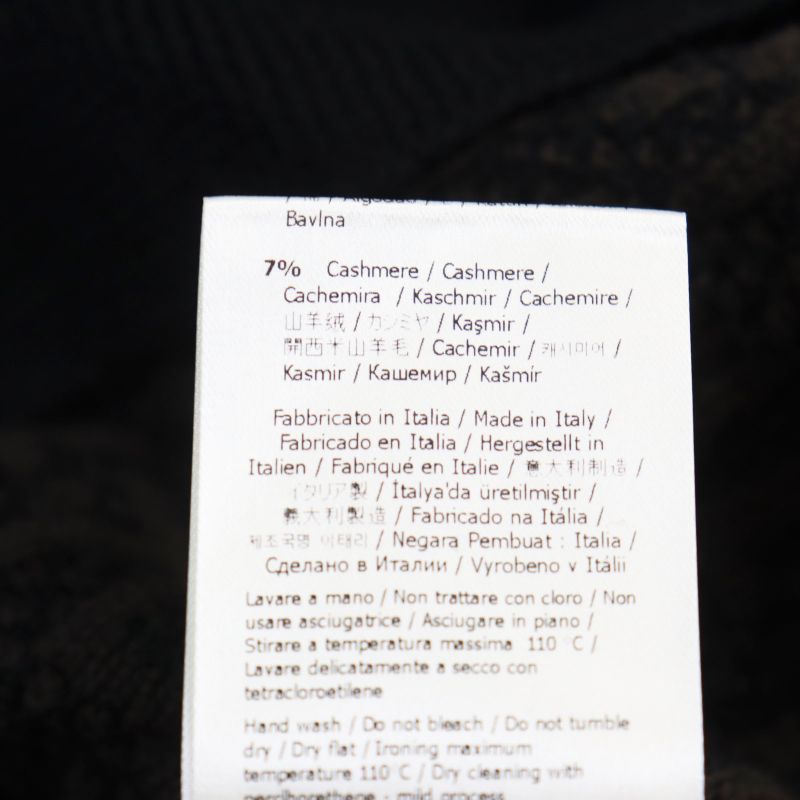 Bavlna
7% Cashmere / Cashmere /
Cachemira / Kaschmir / Cachemire /
山羊绒 / カシミヤ / Kaşmir /
開西米山羊毛 / Cachemir / 캐시미어 /
Kasmir / Кашемир / Kašmír
Fabbricato in Italia / Made in Italy /
Fabricado en Italia / Hergestellt in
Italien / Fabriqué en Italie / 意大利制造 /
イタリア製 / İtalya'da üretilmiştir /
義大利製造 / Fabricado na Itália /
제조국명 이태리 / Negara Pembuat : Italia /
Сделано в Италии / Vyrobeno v Itálii
Lavare a mano / Non trattare con cloro / Non
usare asciugatrice / Asciugare in piano /
Stirare a temperatura massima 110 °C /
Lavare delicatamente a secco con
tetracloroetilene
Hand wash / Do not bleach / Do not tumble
dry / Dry flat / Ironing maximum
temperature 110°C / Dry cleaning with
perclhorethene - mild process